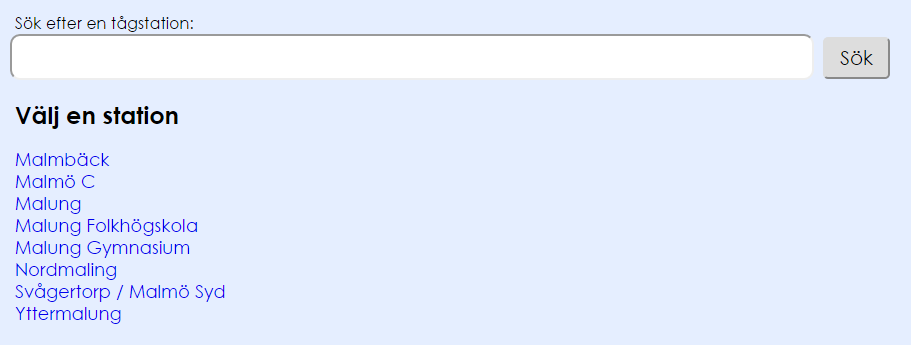 Sök efter en tågstation:
Sök
Välj en station
Malmbäck
Malmö C
Malung
Malung Folkhögskola
Malung Gymnasium
Nordmaling
Svågertorp / Malmö Syd
Yttermalung